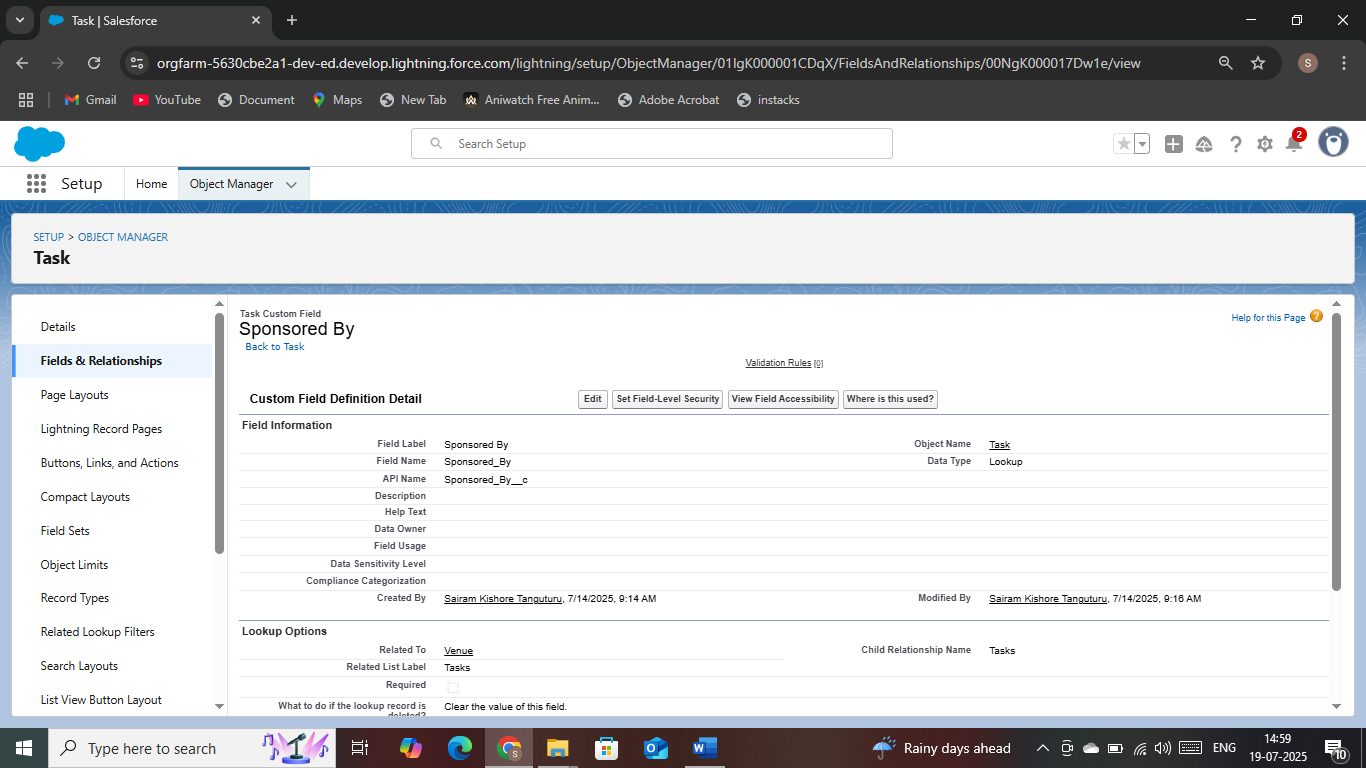 Task | Salesforce
orgfarm-5630cbe2a1-dev-ed.develop.lightning.force.com/lightning/setup/ObjectManager/01IgK000001CDqX/FieldsAndRelationships/00NgK000017Dw1e/view
S
Gmail YouTube Document Maps New Tab Aniwatch Free Anim... Adobe Acrobat instacks
Search Setup
2
Setup Home Object Manager
SETUP > OBJECT MANAGER
Task
Details
Fields & Relationships
Page Layouts
Lightning Record Pages
Buttons, Links, and Actions
Compact Layouts
Field Sets
Object Limits
Record Types
Related Lookup Filters
Search Layouts
List View Button Layout
Task Custom Field
Sponsored By
Back to Task
Help for this Page ?
Validation Rules [0]
Custom Field Definition Detail Edit Set Field-Level Security View Field Accessibility Where is this used?
Field Information
Field Label Sponsored By Object Name Task
Field Name Sponsored_By Data Type Lookup
API Name Sponsored_By__c
Description
Help Text
Data Owner
Field Usage
Data Sensitivity Level
Compliance Categorization
Created By Sairam Kishore Tanguturu, 7/14/2025, 9:14 AM Modified By Sairam Kishore Tanguturu, 7/14/2025, 9:16 AM
Lookup Options
Related To Venue Child Relationship Name Tasks
Related List Label Tasks
Required
What to do if the lookup record is deleted? Clear the value of this field.
Type here to search
Rainy days ahead
ENG
14:59
19-07-2025
10